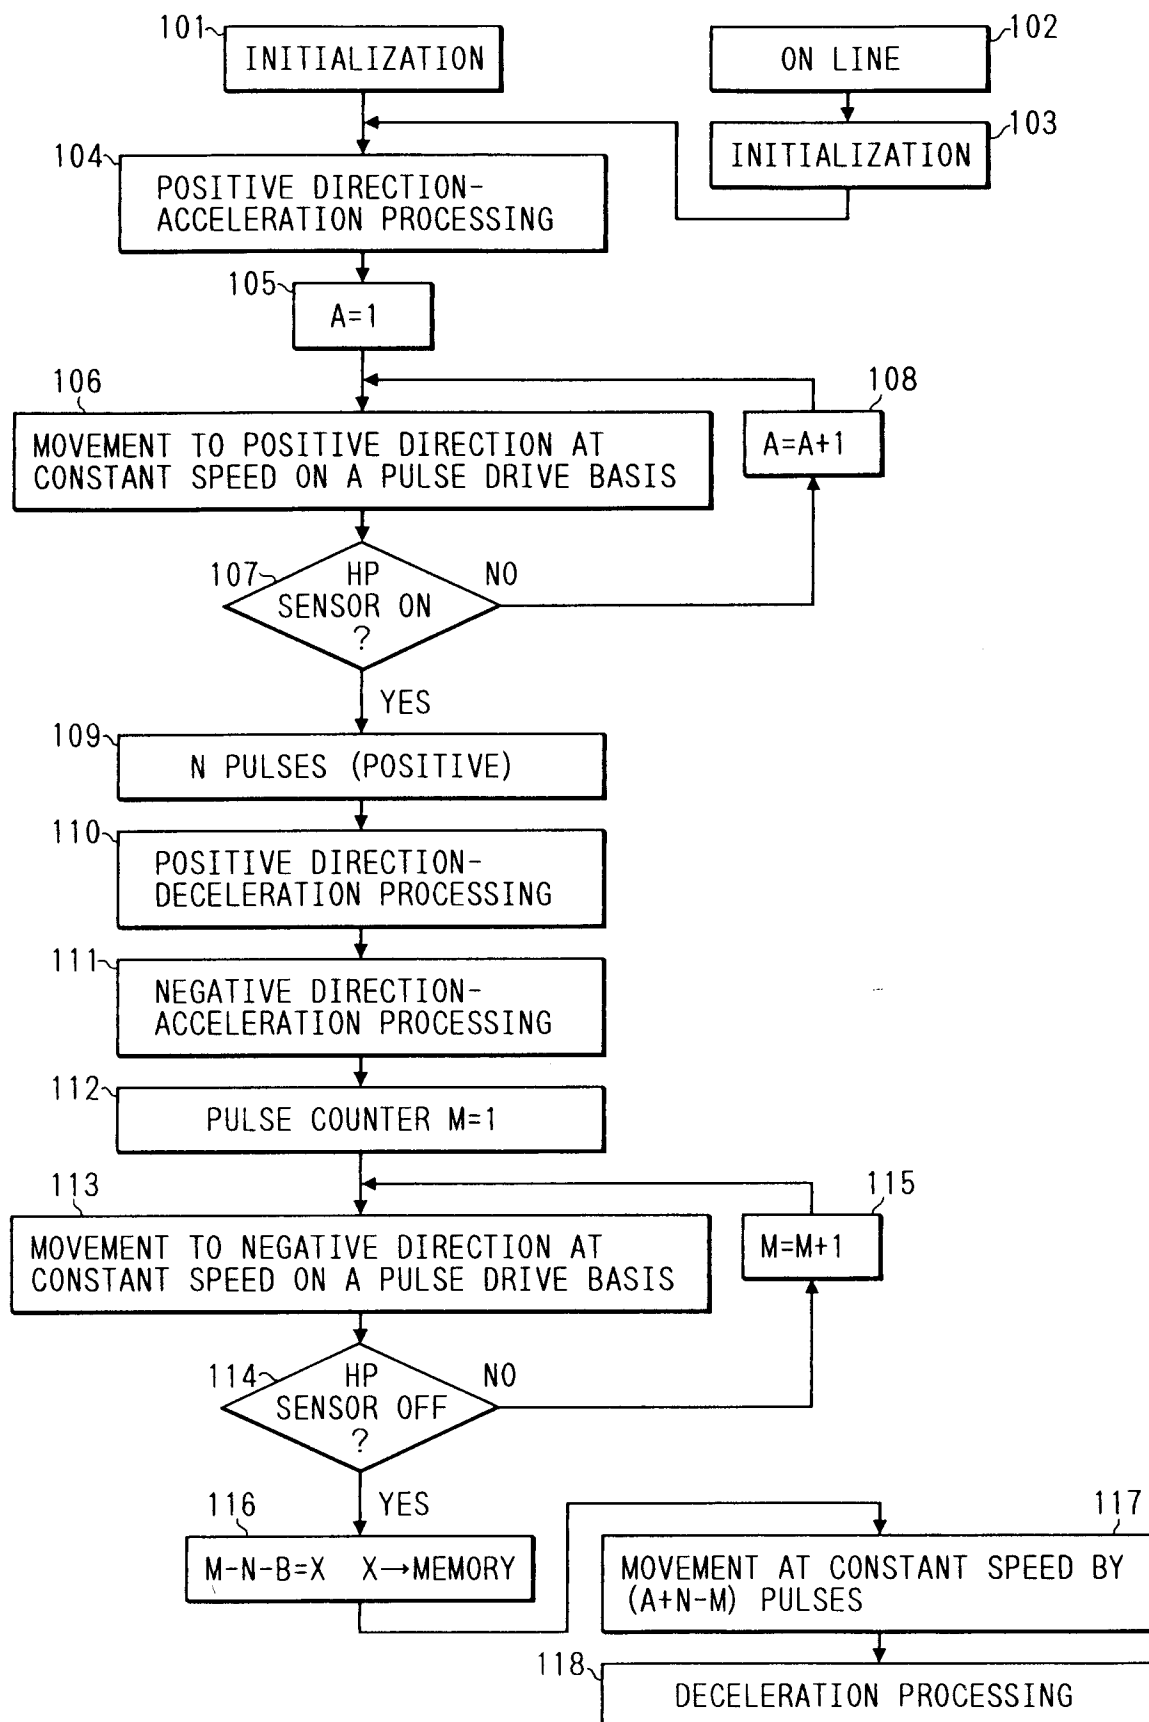 101
INITIALIZATION
102
ON LINE
103
INITIALIZATION
104
POSITIVE DIRECTION-
ACCELERATION PROCESSING
105
A=1
106
MOVEMENT TO POSITIVE DIRECTION AT
CONSTANT SPEED ON A PULSE DRIVE BASIS
108
A=A+1
107
HP
SENSOR ON
?
NO
YES
109
N PULSES (POSITIVE)
110
POSITIVE DIRECTION-
DECELERATION PROCESSING
111
NEGATIVE DIRECTION-
ACCELERATION PROCESSING
112
PULSE COUNTER M=1
113
MOVEMENT TO NEGATIVE DIRECTION AT
CONSTANT SPEED ON A PULSE DRIVE BASIS
115
M=M+1
114
HP
SENSOR OFF
?
NO
YES
116
M-N-B=X X→MEMORY
117
MOVEMENT AT CONSTANT SPEED BY
(A+N-M) PULSES
118
DECELERATION PROCESSING